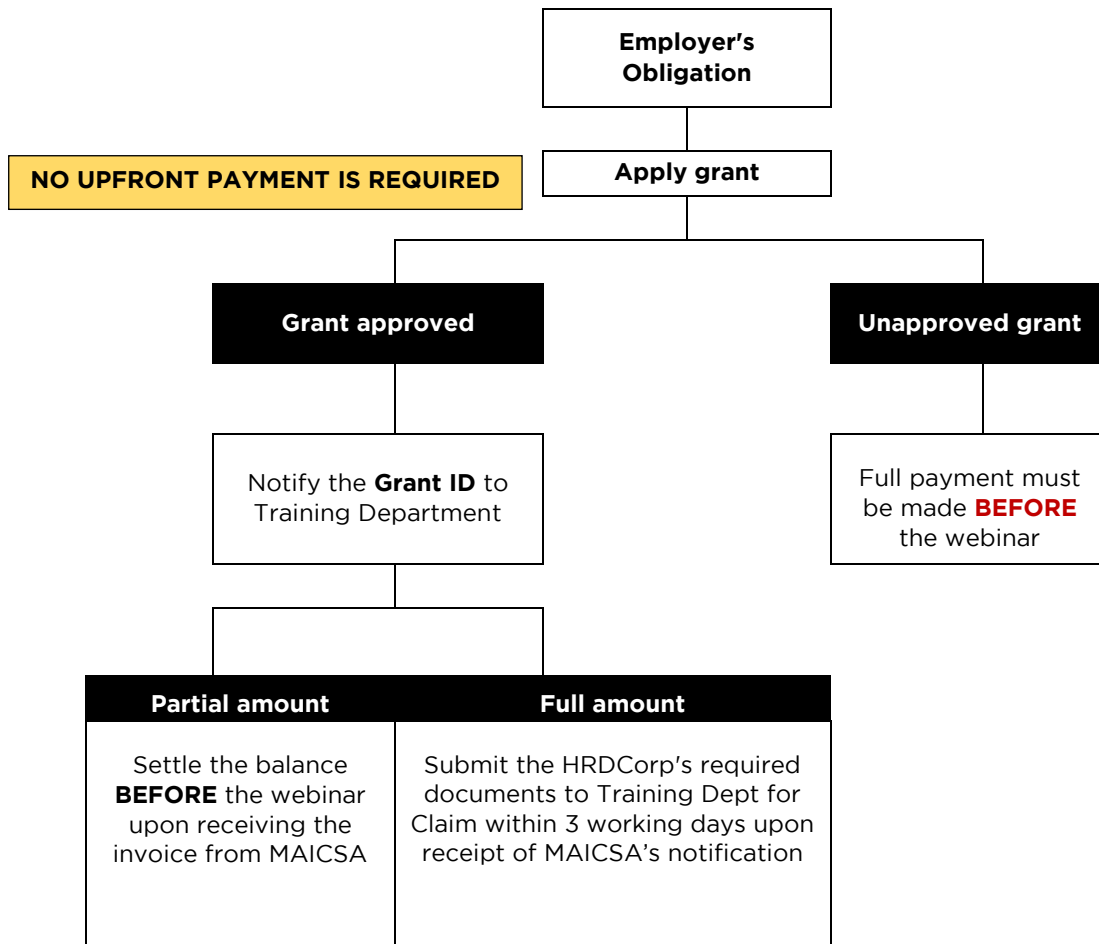 Employer's
Obligation
NO UPFRONT PAYMENT IS REQUIRED
Apply grant
Grant approved
Unapproved grant
Notify the Grant ID to
Training Department
Full payment must
be made BEFORE
the webinar
Partial amount
Full amount
Settle the balance
BEFORE the webinar
upon receiving the
invoice from MAICSA
Submit the HRDCorp's required
documents to Training Dept for
Claim within 3 working days upon
receipt of MAICSA’s notification